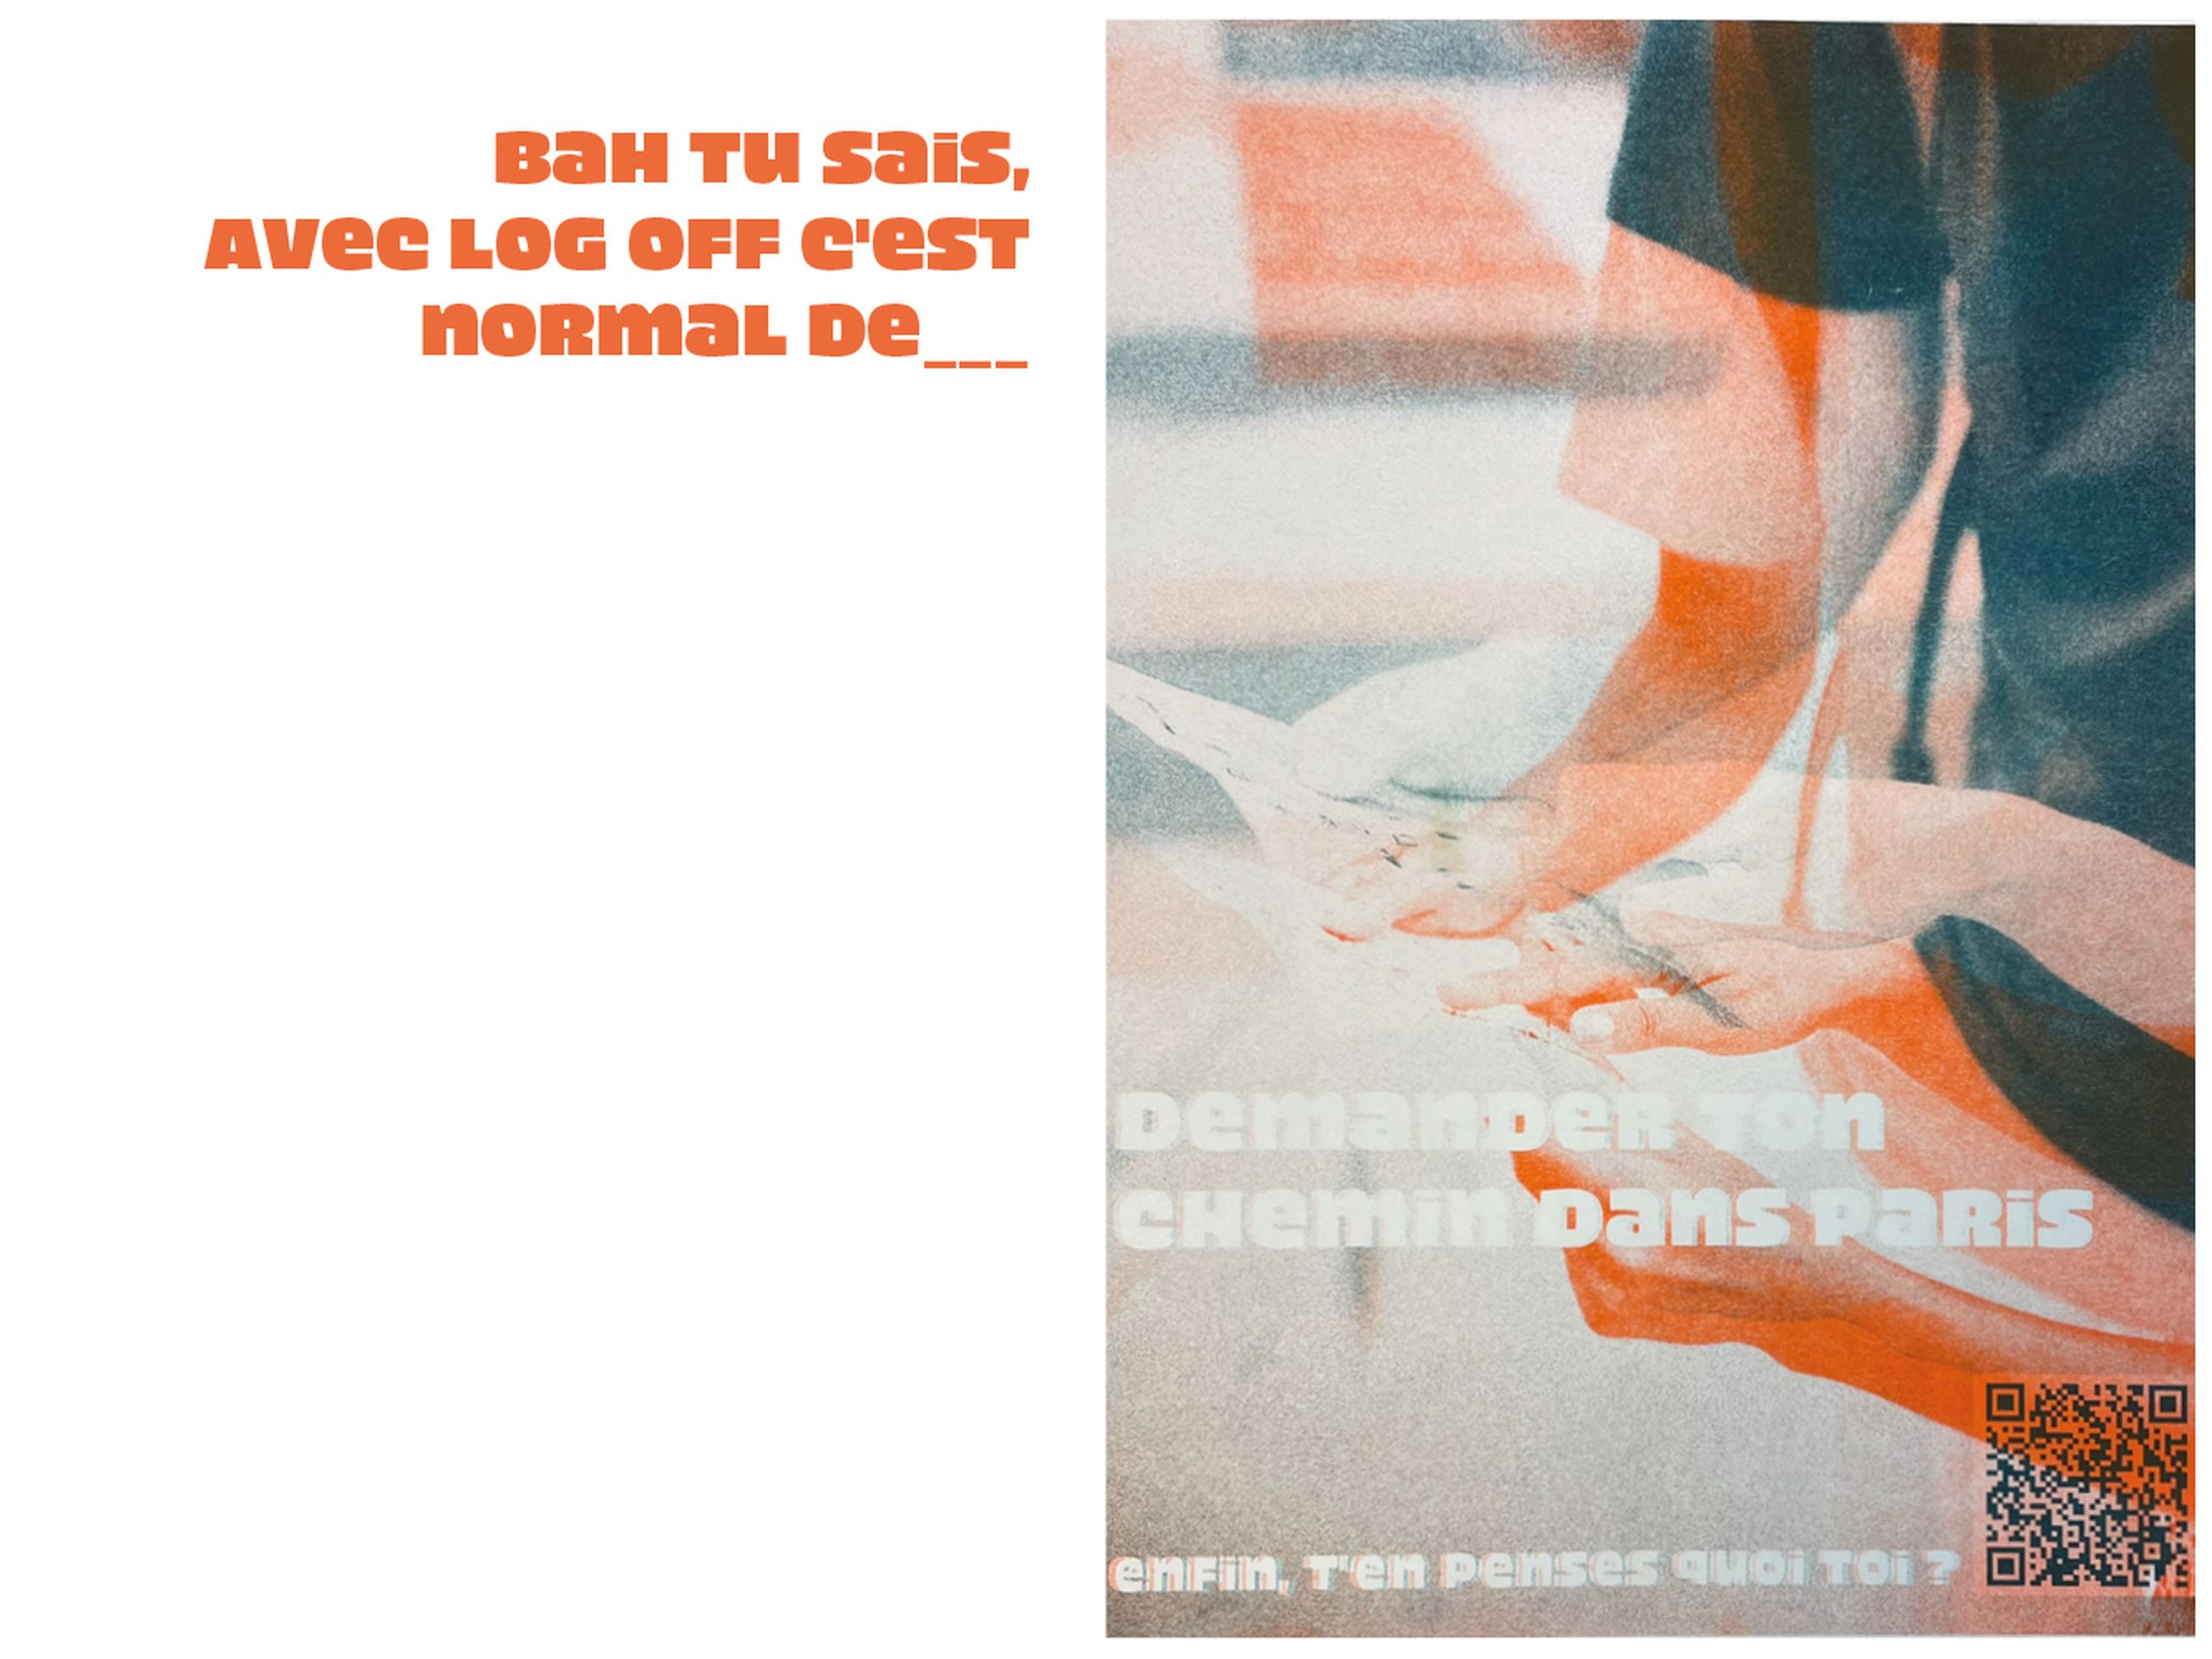 Bah tu sais,
avec Log Off c'est
normal de___
Demander ton
chemin dans Paris
enfin, t'en penses quoi toi ?